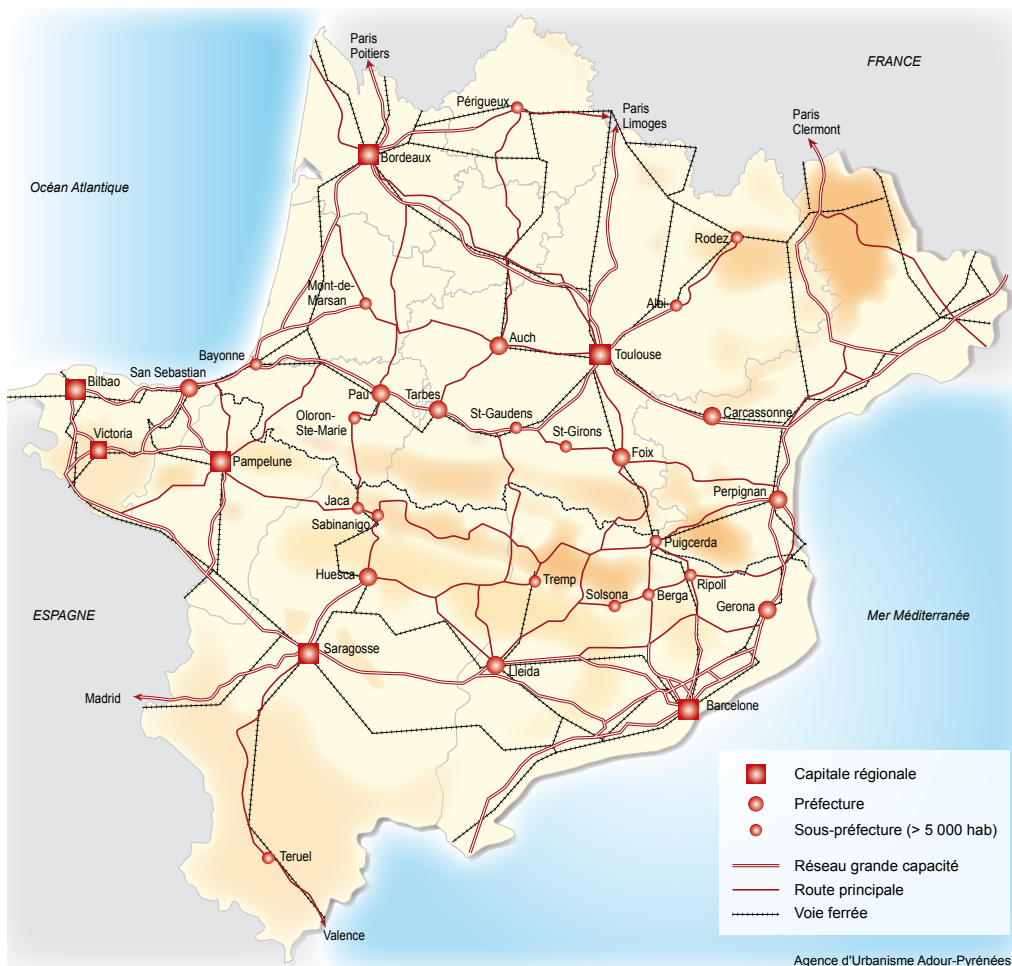 Paris
Poitiers
FRANCE
Périgueux
Paris
Limoges
Paris
Clermont
Bordeaux
Océan Atlantique
Rodez
Mont-de-
Marsan
Albi
Auch
Toulouse
Bayonne
San Sebastian
Bilbao
Pau
Tarbes
Carcassonne
Oloron-
Ste-Marie
St-Gaudens
St-Girons
Victoria
Foix
Pampelune
Perpignan
Jaca
Sabinanigo
Puigcerda
Huesca
Tremp
Ripoll
Solsona
Berga
Gerona
ESPAGNE
Mer Méditerranée
Saragosse
Lleida
Madrid
Barcelone
Capitale régionale
Préfecture
Sous-préfecture (> 5 000 hab)
Teruel
Réseau grande capacité
Route principale
Voie ferrée
Valence
Agence d'Urbanisme Adour-Pyrénées